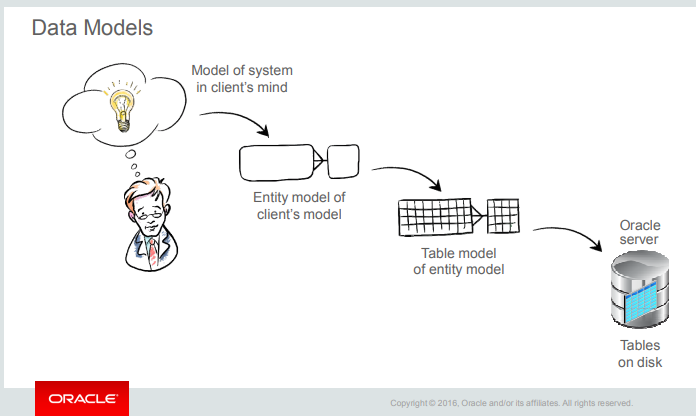 Data Models
Model of system
in client's mind
Entity model of
client's model
Table model
of entity model
Oracle
server
Tables
on disk
ORACLE
Copyright © 2016, Oracle and/or its affiliates. All rights reserved.